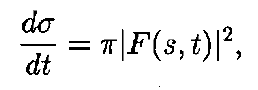 dσ/dt = π|F(s,t)|²,